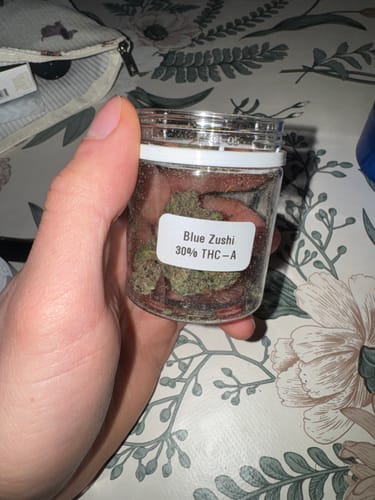 Blue Zushi
30% THC-A